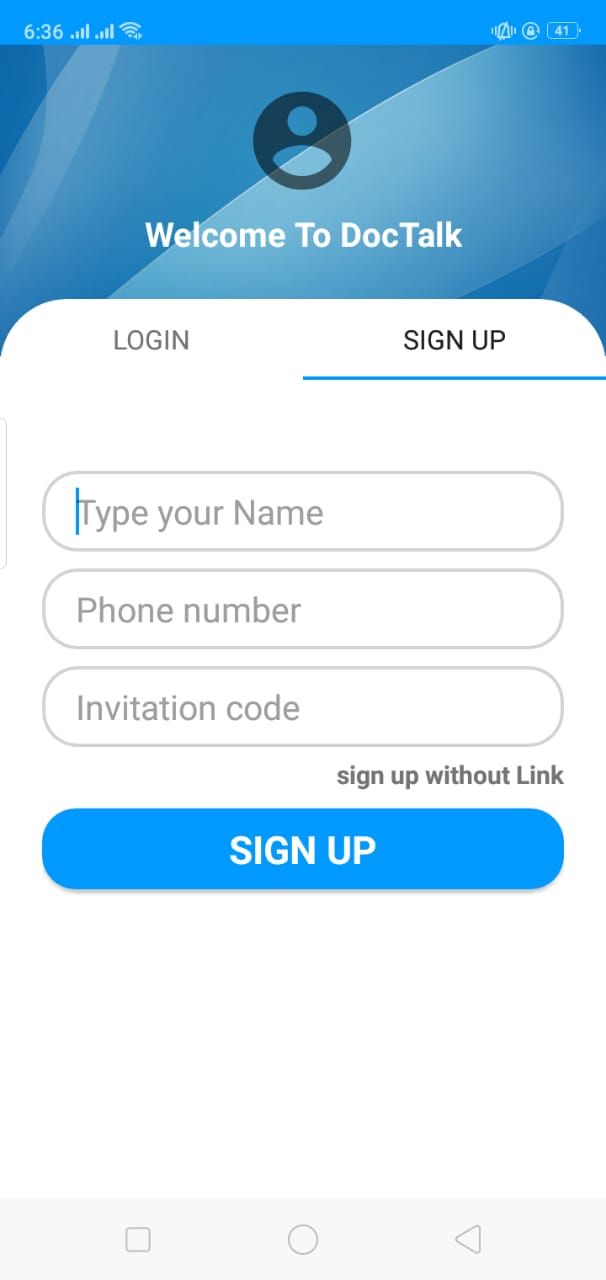 6:36
41
Welcome To DocTalk
LOGIN
SIGN UP
Type your Name
Phone number
Invitation code
sign up without Link
SIGN UP